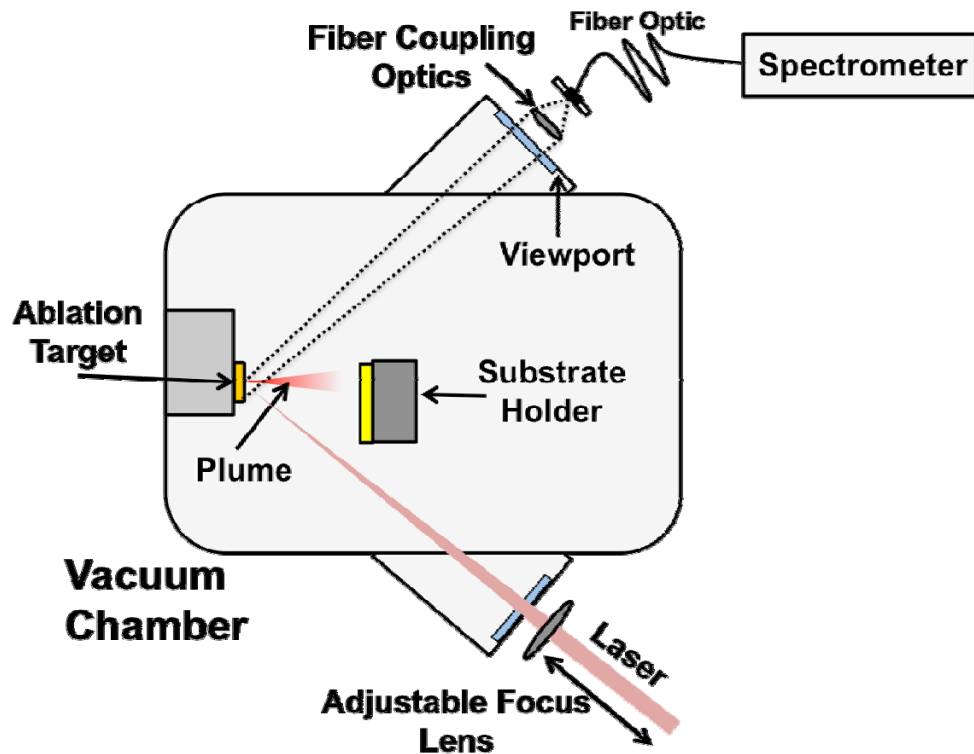 Fiber Optic
Fiber Coupling
Optics
Spectrometer
Viewport
Ablation
Target
Substrate
Holder
Plume
Vacuum
Chamber
Laser
Adjustable Focus
Lens